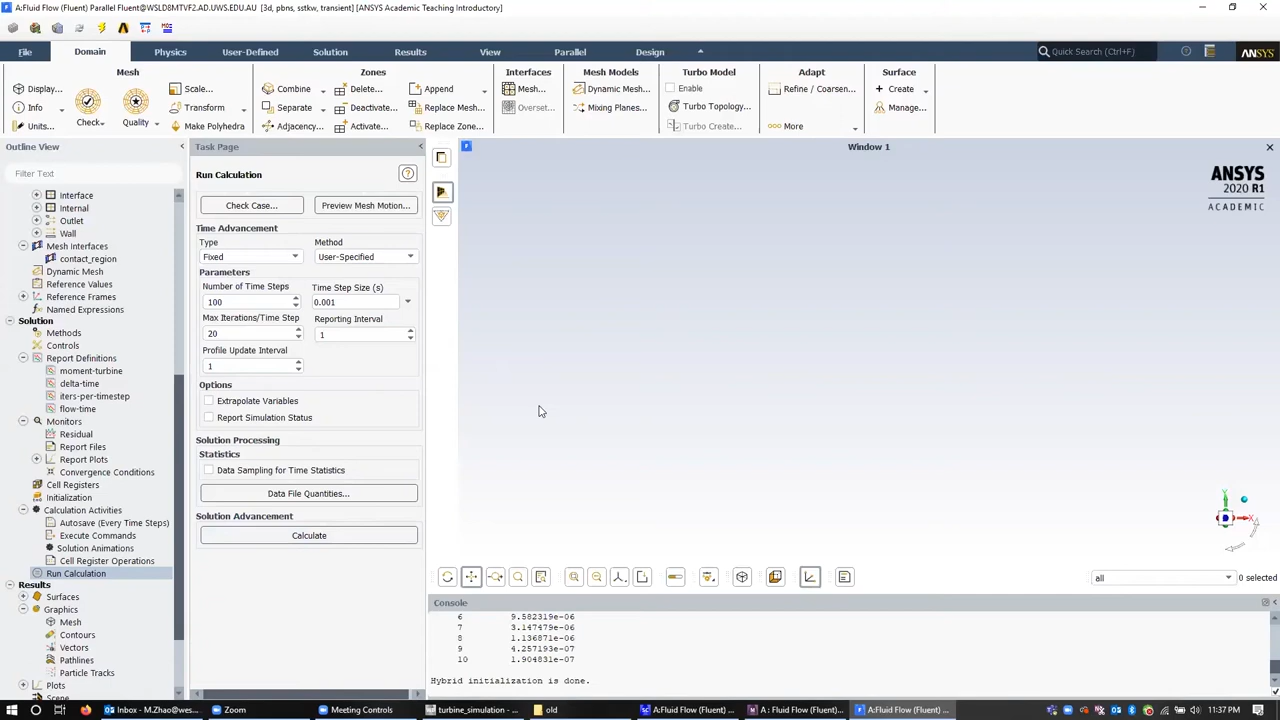 A:Fluid Flow (Fluent) Parallel Fluent@WSLD8MTVF2.AD.UWS.EDU.AU [3d, pbns, sstkw, transient] [ANSYS Academic Teaching Introductory]
File Domain Physics User-Defined Solution Results View Parallel Design Quick Search (Ctrl+F) ANSYS
Mesh Zones Interfaces Mesh Models Turbo Model Adapt Surface
Display... Scale... Combine Delete... Append Mesh... Dynamic Mesh... Enable Refine / Coarsen... Create
Info Check Quality Transform Separate Deactivate... Replace Mesh... Overset... Mixing Planes... Turbo Topology... Manage...
Units... Make Polyhedra Adjacency... Activate... Replace Zone... Turbo Create... More
Outline View
Filter Text
Interface
Internal
Outlet
Wall
Mesh Interfaces
contact_region
Dynamic Mesh
Reference Values
Reference Frames
Named Expressions
Solution
Methods
Controls
Report Definitions
moment-turbine
delta-time
iters-per-timestep
flow-time
Monitors
Residual
Report Files
Report Plots
Convergence Conditions
Cell Registers
Initialization
Calculation Activities
Autosave (Every Time Steps)
Execute Commands
Solution Animations
Cell Register Operations
Run Calculation
Results
Surfaces
Graphics
Mesh
Contours
Vectors
Pathlines
Particle Tracks
Plots
Scene
Task Page
Run Calculation
Check Case... Preview Mesh Motion...
Time Advancement
Type Method
Fixed User-Specified
Parameters
Number of Time Steps Time Step Size (s)
100 0.001
Max Iterations/Time Step Reporting Interval
20 1
Profile Update Interval
1
Options
Extrapolate Variables
Report Simulation Status
Solution Processing
Statistics
Data Sampling for Time Statistics
Data File Quantities...
Solution Advancement
Calculate
Window 1
ANSYS
2020 R1
ACADEMIC
Y
X
all 0 selected
Console
6 9.582319e-06
7 3.147479e-06
8 1.136871e-06
9 4.257193e-07
10 1.904831e-07
Hybrid initialization is done.
Inbox - M.Zhao@wes... Zoom Meeting Controls turbine_simulation - ... old A:Fluid Flow (Fluent) ... A : Fluid Flow (Fluent)... A:Fluid Flow (Fluent) ... 11:37 PM